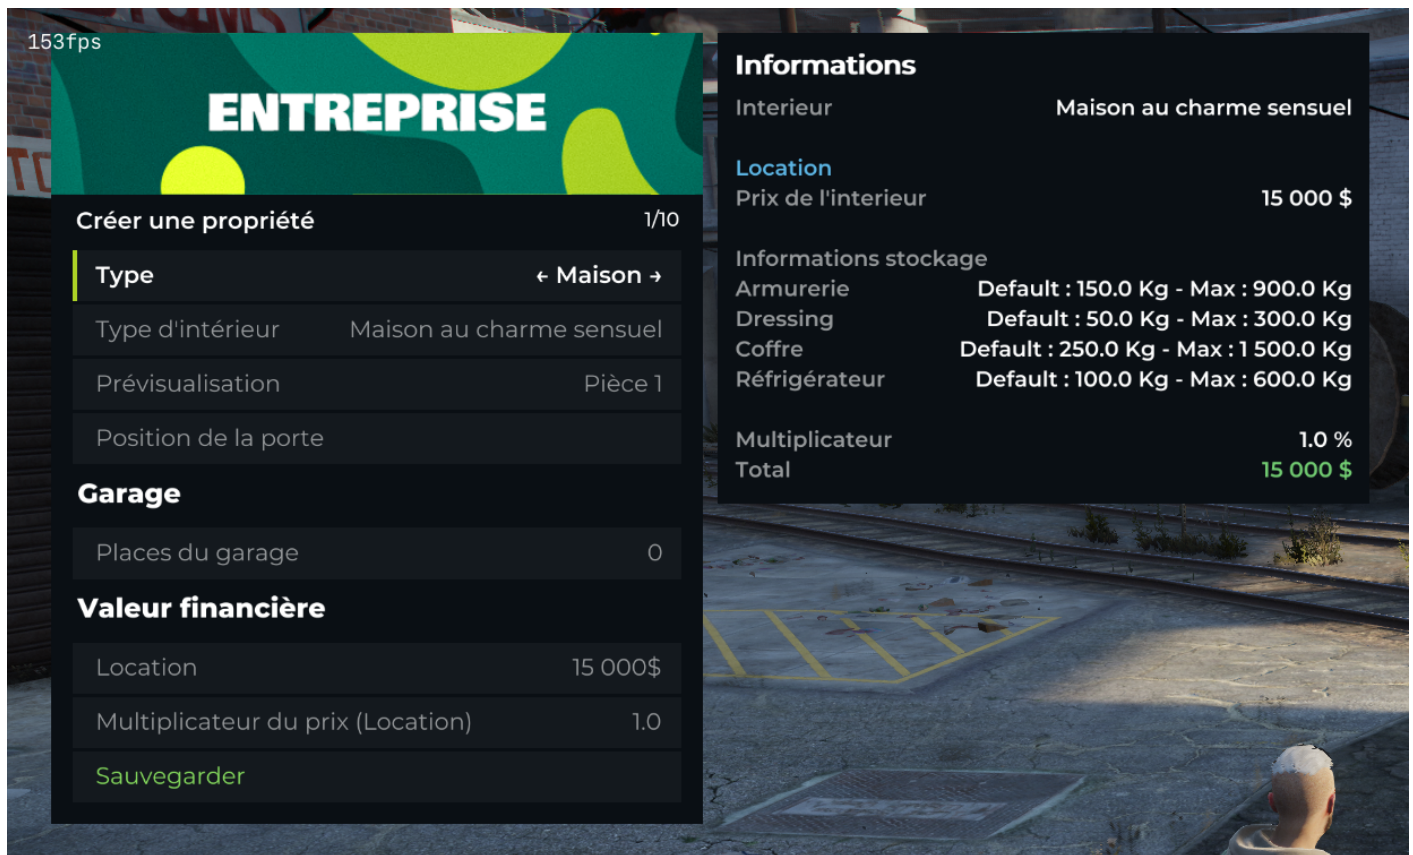 153fps
ENTREPRISE
Créer une propriété 1/10
Type ← Maison →
Type d'intérieur Maison au charme sensuel
Prévisualisation Pièce 1
Position de la porte
Garage
Places du garage 0
Valeur financière
Location 15 000$
Multiplicateur du prix (Location) 1.0
Sauvegarder
Informations
Interieur Maison au charme sensuel
Location
Prix de l'interieur 15 000 $
Informations stockage
Armurerie Default : 150.0 Kg - Max : 900.0 Kg
Dressing Default : 50.0 Kg - Max : 300.0 Kg
Coffre Default : 250.0 Kg - Max : 1 500.0 Kg
Réfrigérateur Default : 100.0 Kg - Max : 600.0 Kg
Multiplicateur 1.0 %
Total 15 000 $